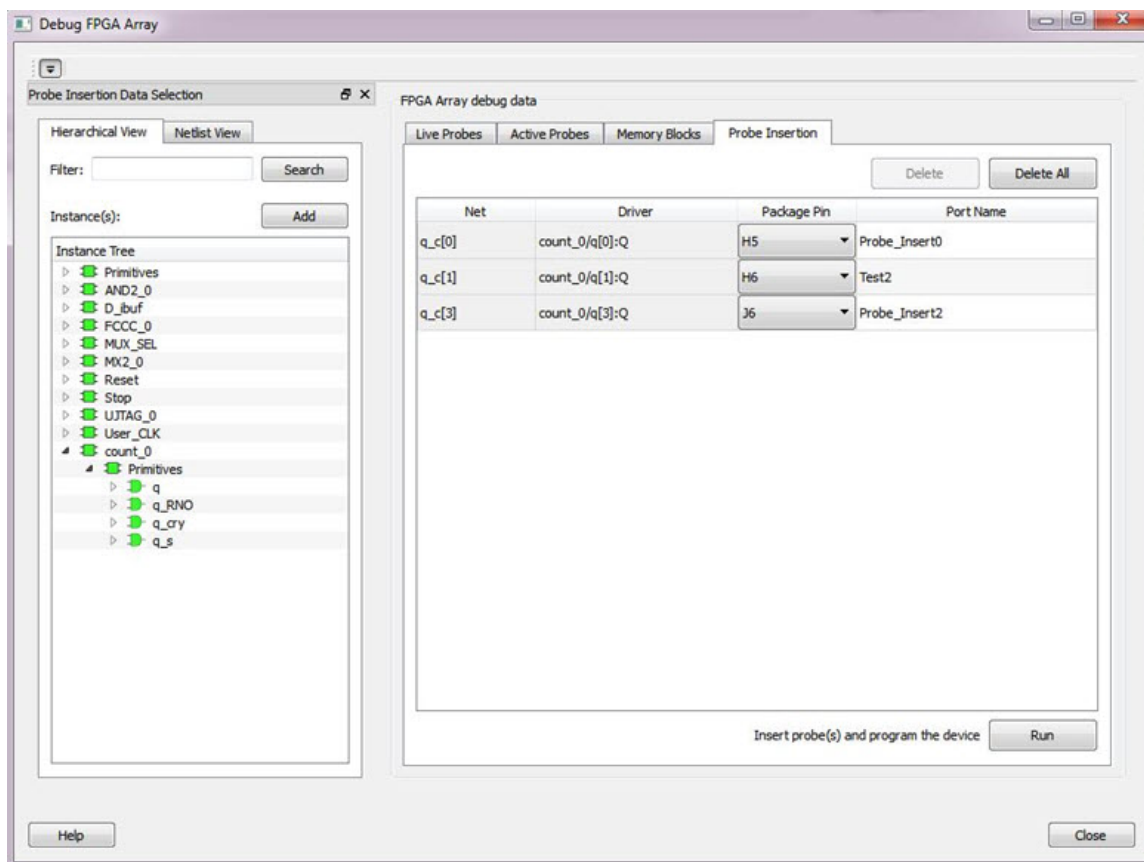 Debug FPGA Array
Probe Insertion Data Selection
Hierarchical View Netlist View
Filter: Search
Instance(s): Add
Instance Tree
Primitives
AND2_0
D_ibuf
FCCC_0
MUX_SEL
MX2_0
Reset
Stop
UJTAG_0
User_CLK
count_0
Primitives
q
q_RNO
q_cry
q_s
FPGA Array debug data
Live Probes Active Probes Memory Blocks Probe Insertion
Delete Delete All
Net Driver Package Pin Port Name
q_c[0] count_0/q[0]:Q H5 Probe_Insert0
q_c[1] count_0/q[1]:Q H6 Test2
q_c[3] count_0/q[3]:Q J6 Probe_Insert2
Insert probe(s) and program the device Run
Help Close